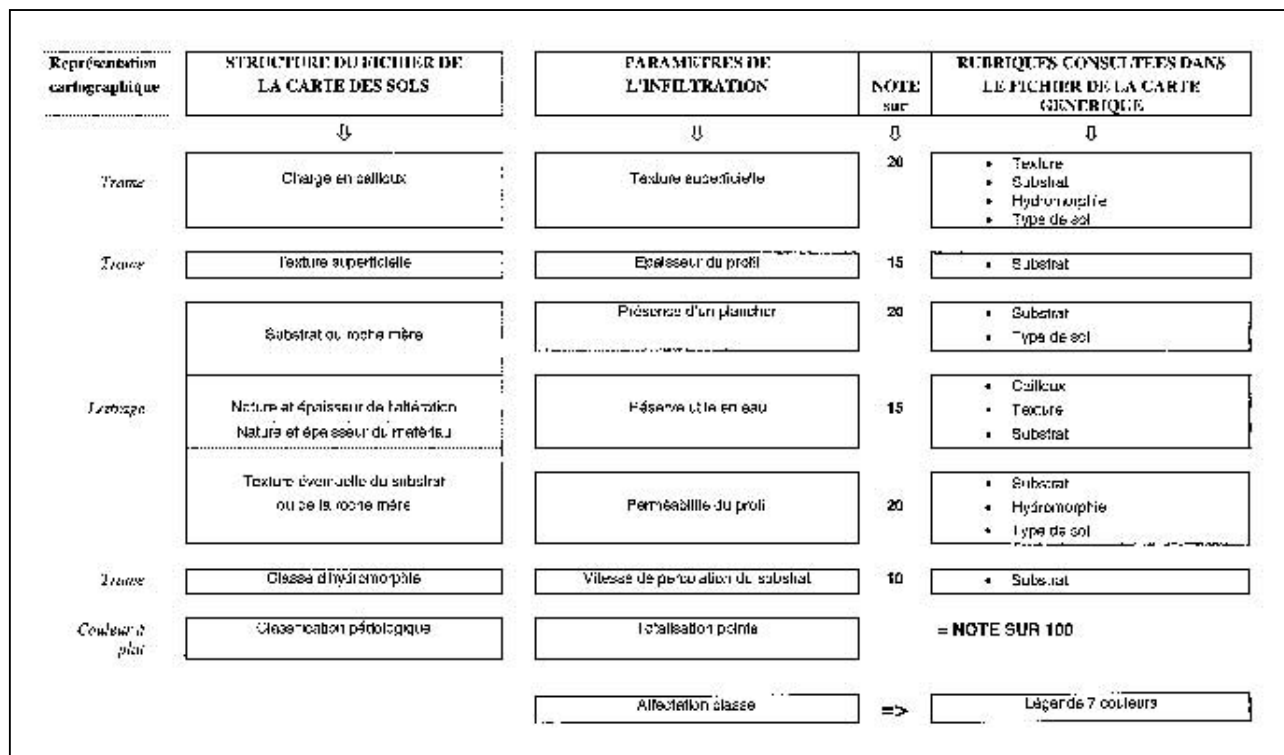 Représentation
cartographique
STRUCTURE DU FICHIER DE
LA CARTE DES SOLS
PARAMETRES DE
L'INFILTRATION
NOTE
sur
RUBRIQUES CONSULTEES DANS
LE FICHIER DE LA CARTE
GENERIQUE
⇩ ⇩ ⇩ ⇩
Trame
Charge en cailloux
Texture superficielle
20
• Texture
• Substrat
• Hydromorphie
• Type de sol
Trame
Texture superficielle
Epaisseur du profil
15
• Substrat
Substrat ou roche mère
Présense d'un plancher
20
• Substrat
• Type de sol
Lettrage
Nature et épaisseur de l'altération
Nature et épaisseur du matériau
Réserve utile en eau
15
• Cailloux
• Texture
• Substrat
Texture éventuelle du substrat
ou de la roche mère
Perméabilité du profil
20
• Substrat
• Hydromorphie
• Type de sol
Trame
Classe d'hydromorphie
Vitesse de percolation du substrat
10
• Substrat
Couleur à
plat
Classification pédologique
Totalisation points
= NOTE SUR 100
Affectation classe
=>
Légende 7 couleurs